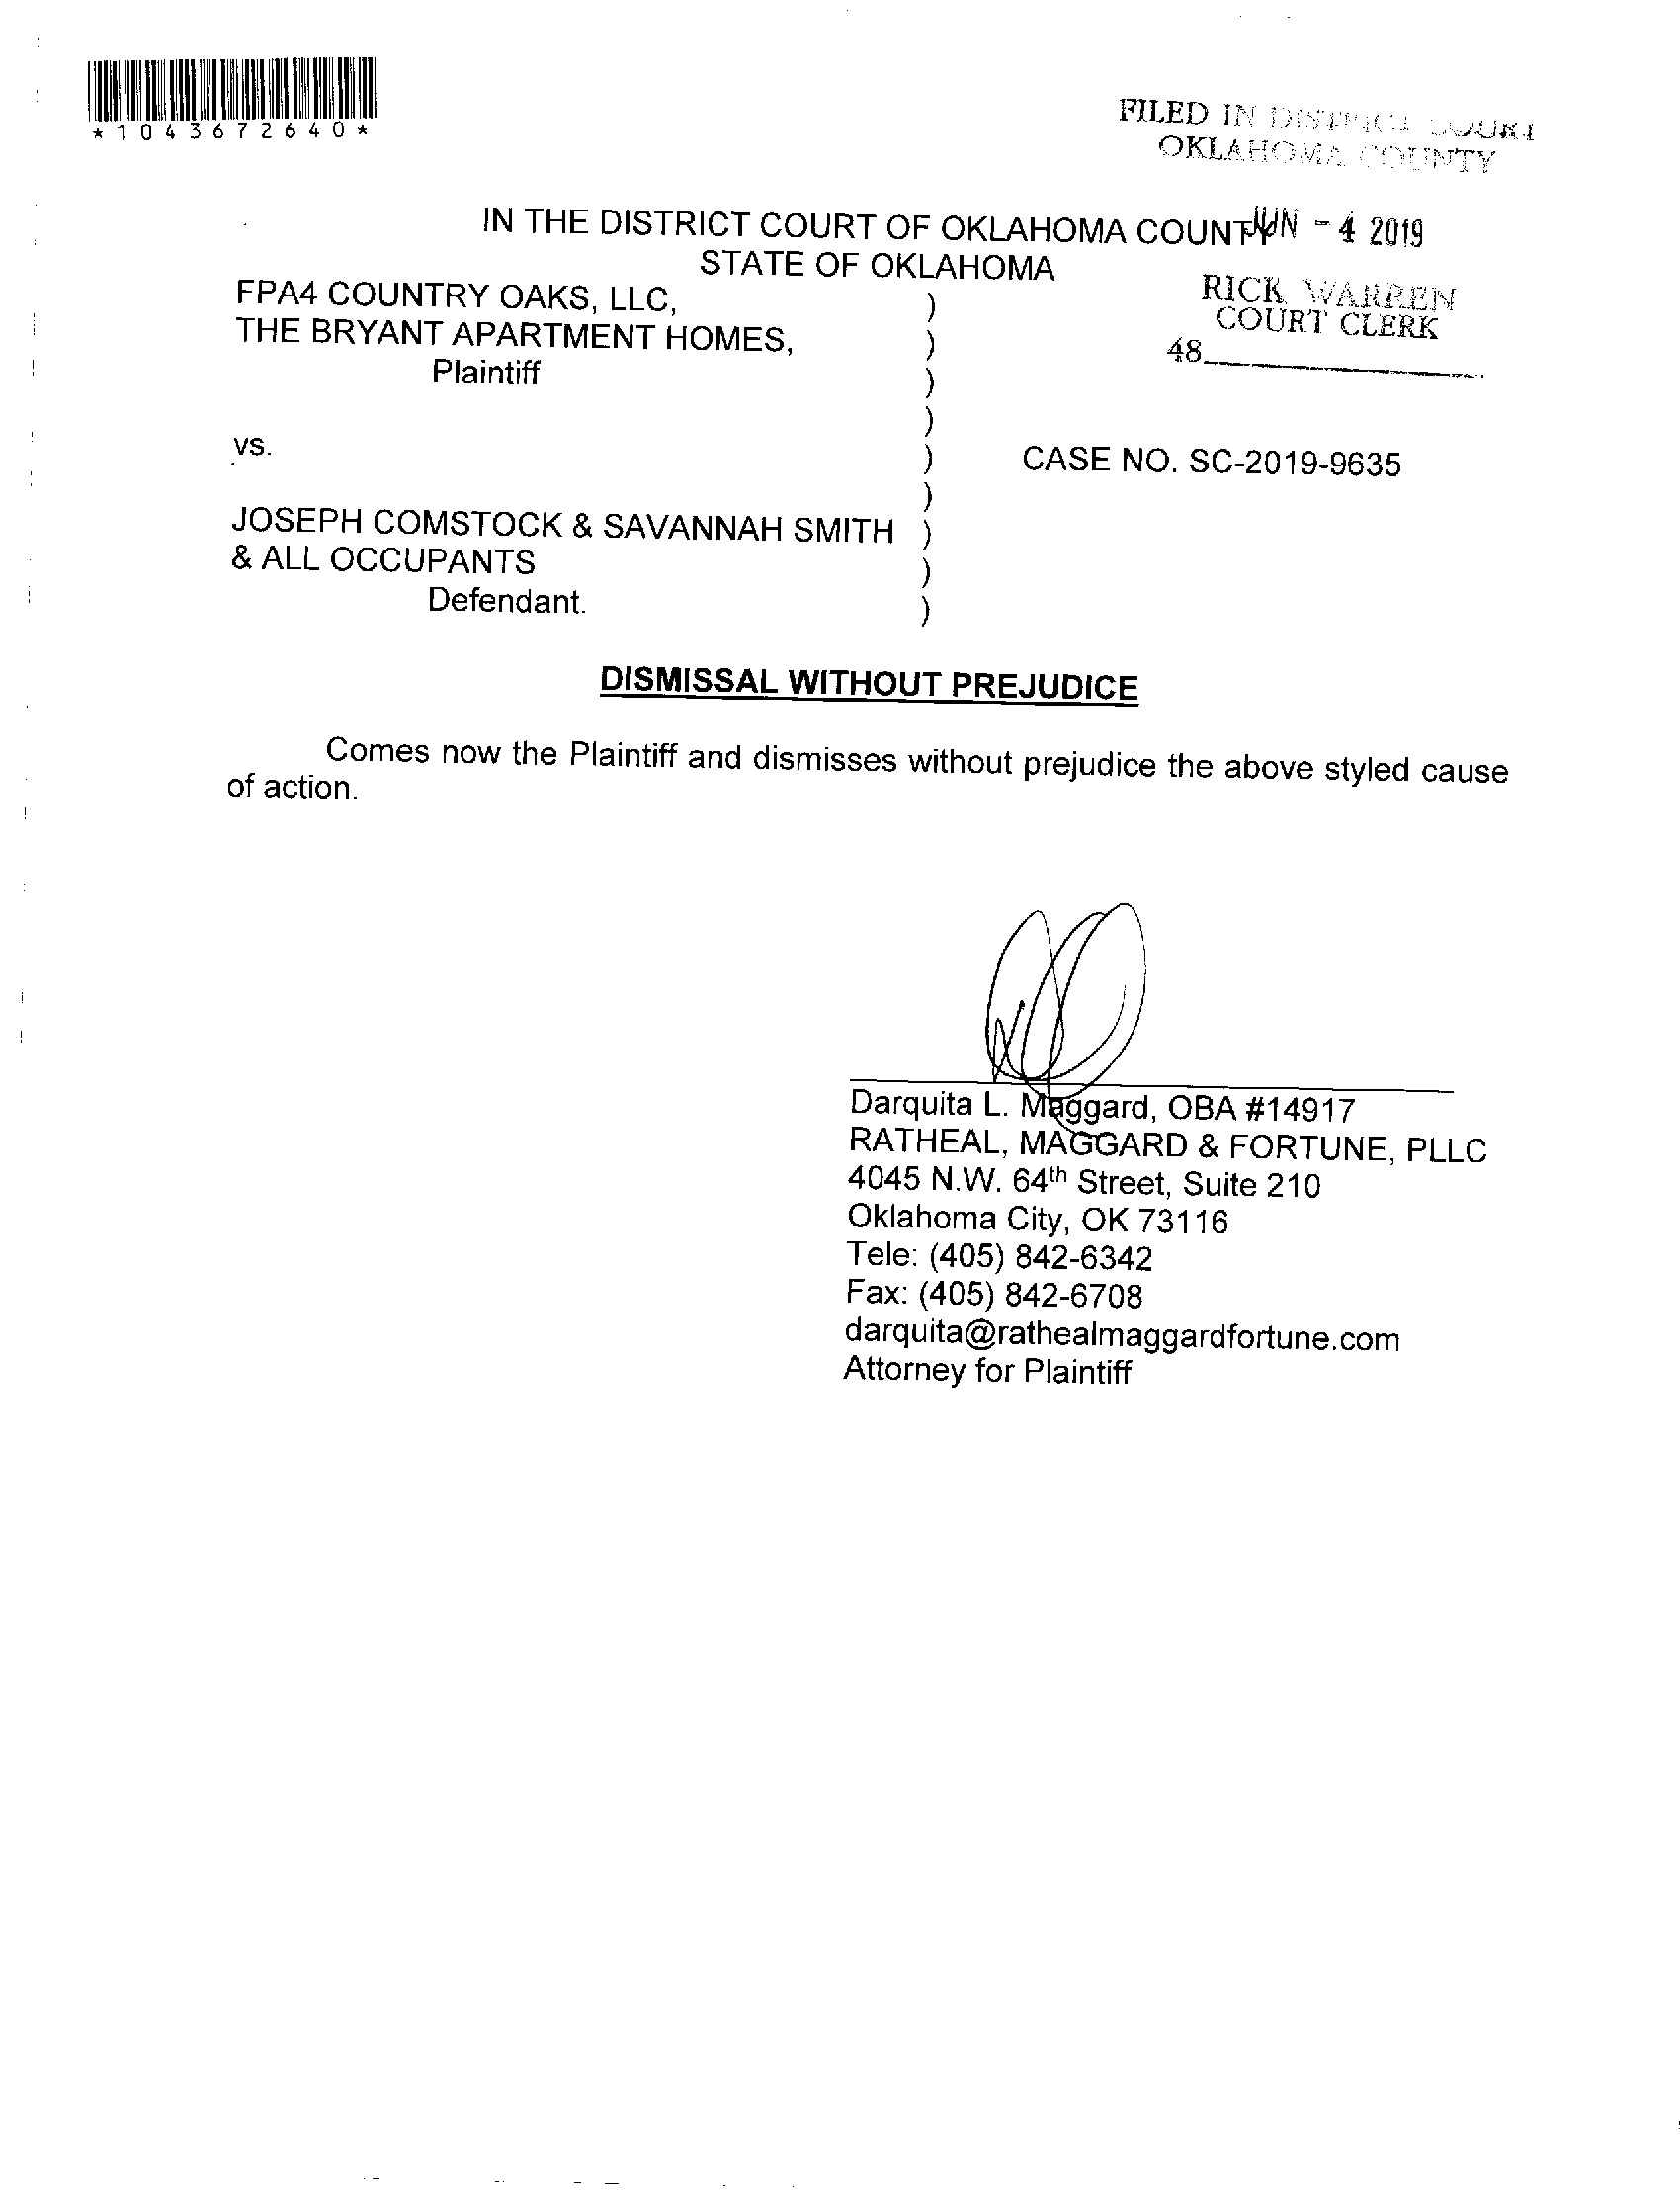 *1043672640*
FILED IN DISTRICT COURT
OKLAHOMA COUNTY
JUN - 4 2019
RICK WARREN
COURT CLERK
48
IN THE DISTRICT COURT OF OKLAHOMA COUNTY
STATE OF OKLAHOMA
FPA4 COUNTRY OAKS, LLC, )
THE BRYANT APARTMENT HOMES, )
Plaintiff )
)
vs. ) CASE NO. SC-2019-9635
)
JOSEPH COMSTOCK & SAVANNAH SMITH )
& ALL OCCUPANTS )
Defendant. )
DISMISSAL WITHOUT PREJUDICE
Comes now the Plaintiff and dismisses without prejudice the above styled cause
of action.
Darquita L. Maggard, OBA #14917
RATHEAL, MAGGARD & FORTUNE, PLLC
4045 N.W. 64th Street, Suite 210
Oklahoma City, OK 73116
Tele: (405) 842-6342
Fax: (405) 842-6708
darquita@rathealmaggardfortune.com
Attorney for Plaintiff